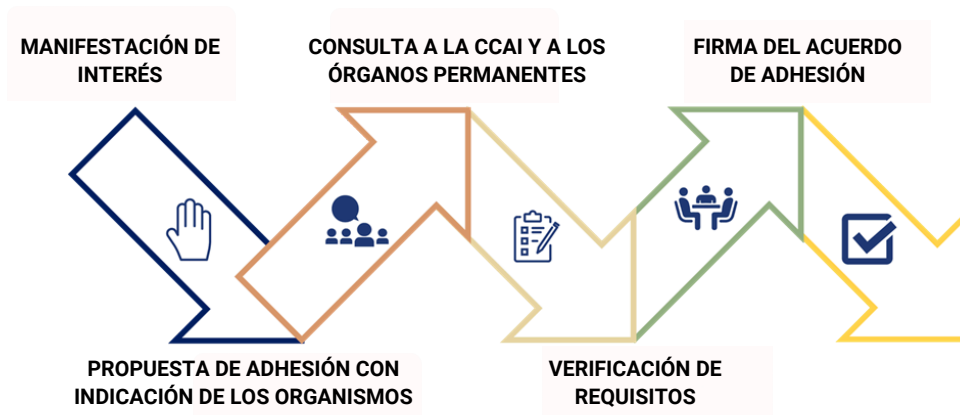 MANIFESTACIÓN DE
INTERÉS
PROPUESTA DE ADHESIÓN CON
INDICACIÓN DE LOS ORGANISMOS
CONSULTA A LA CCAI Y A LOS
ÓRGANOS PERMANENTES
VERIFICACIÓN DE
REQUISITOS
FIRMA DEL ACUERDO
DE ADHESIÓN